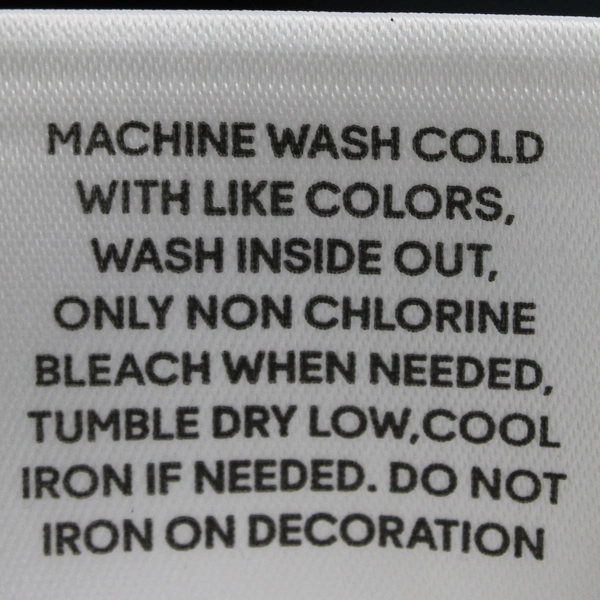 MACHINE WASH COLD
WITH LIKE COLORS,
WASH INSIDE OUT,
ONLY NON CHLORINE
BLEACH WHEN NEEDED,
TUMBLE DRY LOW,COOL
IRON IF NEEDED. DO NOT
IRON ON DECORATION